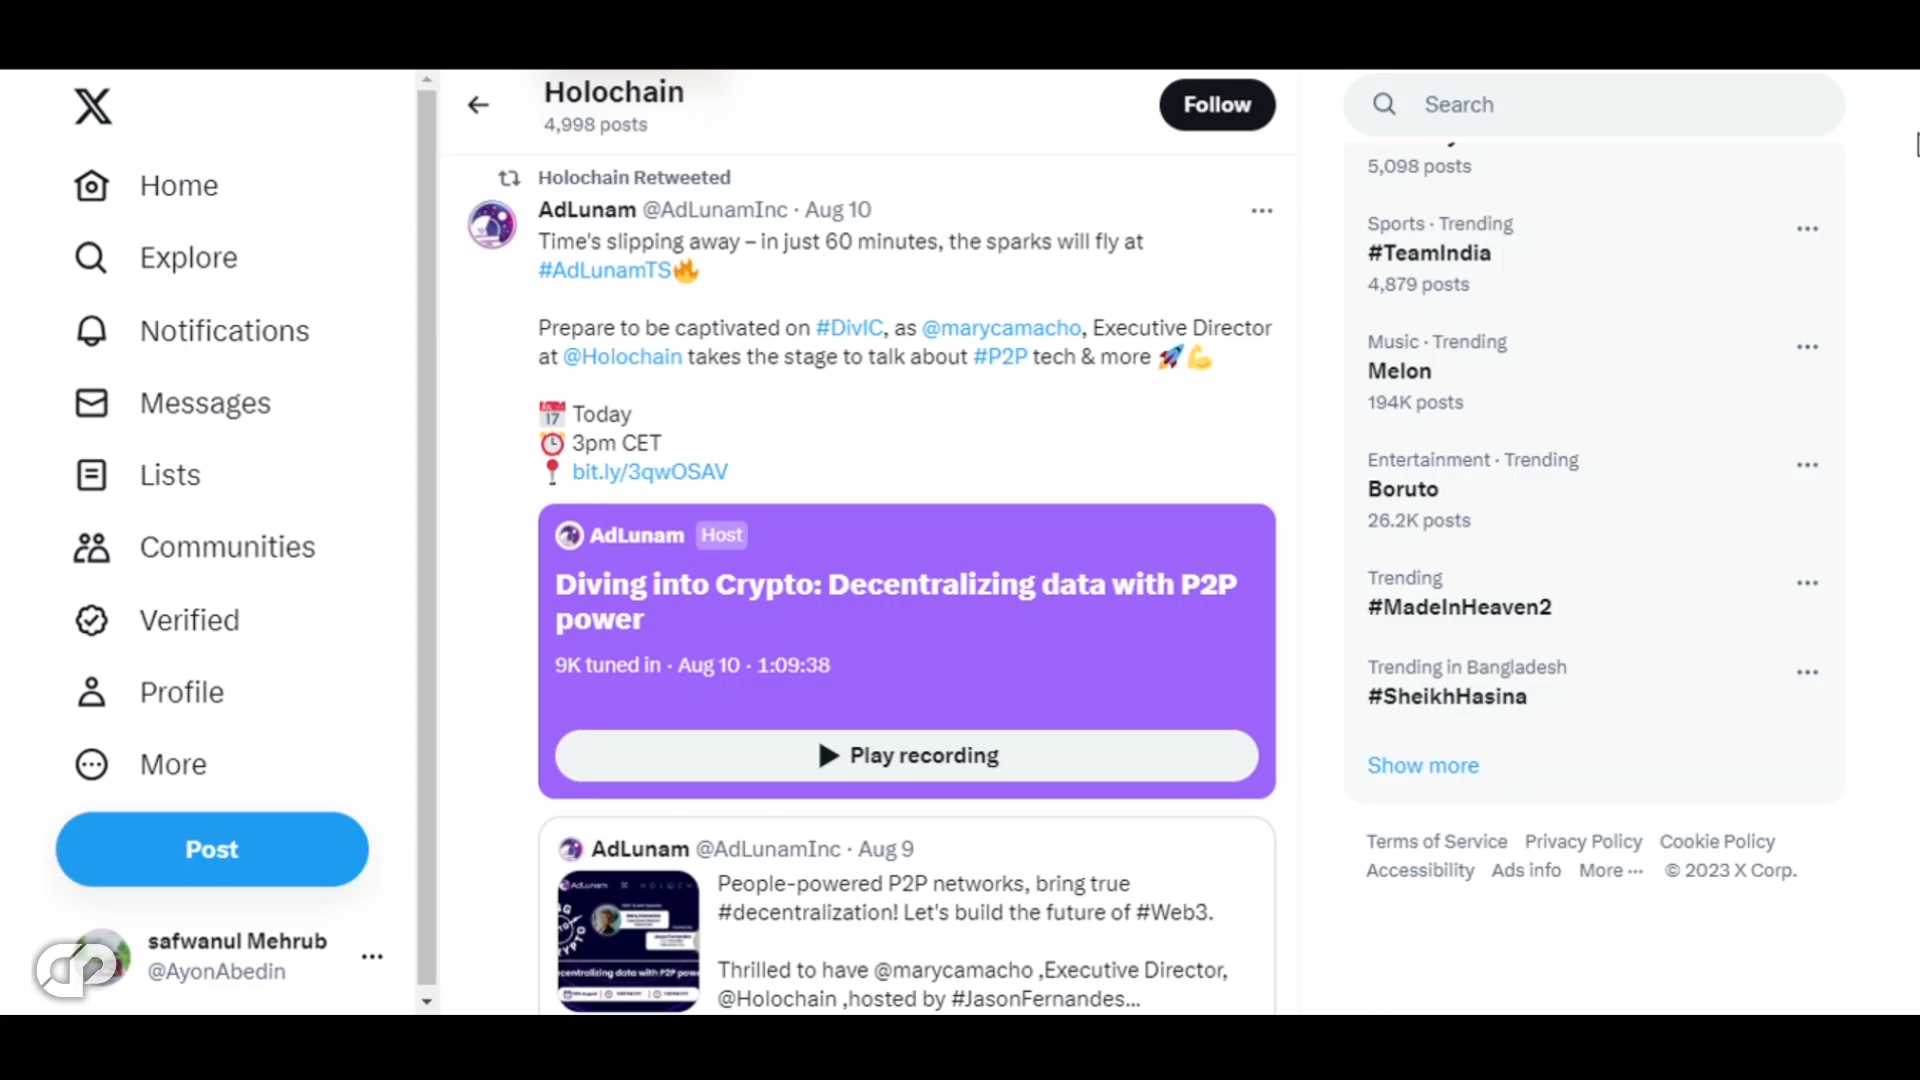 Home
Explore
Notifications
Messages
Lists
Communities
Verified
Profile
More
Post
safwanul Mehrub
@AyonAbedin
Holochain
4,998 posts
Follow
Holochain Retweeted
AdLunam @AdLunamInc · Aug 10
Time's slipping away – in just 60 minutes, the sparks will fly at
#AdLunamTS🔥
Prepare to be captivated on #DivIC, as @marycamacho, Executive Director
at @Holochain takes the stage to talk about #P2P tech & more 🚀💪
📅 Today
⏰ 3pm CET
📍 bit.ly/3qwOSAV
AdLunam Host
Diving into Crypto: Decentralizing data with P2P
power
9K tuned in · Aug 10 · 1:09:38
Play recording
AdLunam @AdLunamInc · Aug 9
People-powered P2P networks, bring true
#decentralization! Let's build the future of #Web3.
Thrilled to have @marycamacho ,Executive Director,
@Holochain ,hosted by #JasonFernandes...
AdLunam
centralizing data with P2P pow
Search
5,098 posts
Sports · Trending
#TeamIndia
4,879 posts
Music · Trending
Melon
194K posts
Entertainment · Trending
Boruto
26.2K posts
Trending
#MadeInHeaven2
Trending in Bangladesh
#SheikhHasina
Show more
Terms of Service Privacy Policy Cookie Policy
Accessibility Ads info More ··· © 2023 X Corp.